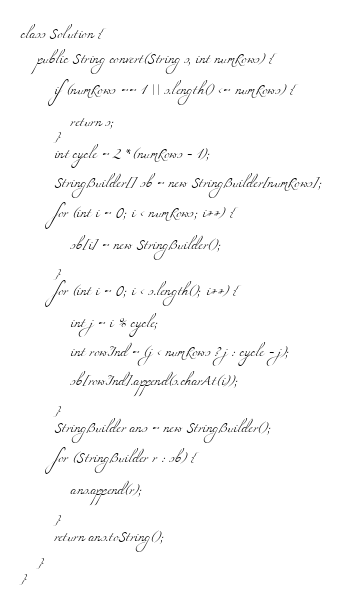 class Solution {
public String convert(String s, int numRows) {
if (numRows == 1 || s.length() <= numRows) {
return s;
}
int cycle = 2 * (numRows - 1);
StringBuilder[] sb = new StringBuilder[numRows];
for (int i = 0; i < numRows; i++) {
sb[i] = new StringBuilder();
}
for (int i = 0; i < s.length(); i++) {
int j = i % cycle;
int rowInd = (j < numRows ? j : cycle - j);
sb[rowInd].append(s.charAt(i));
}
StringBuilder ans = new StringBuilder();
for (StringBuilder r : sb) {
ans.append(r);
}
return ans.toString();
}
}